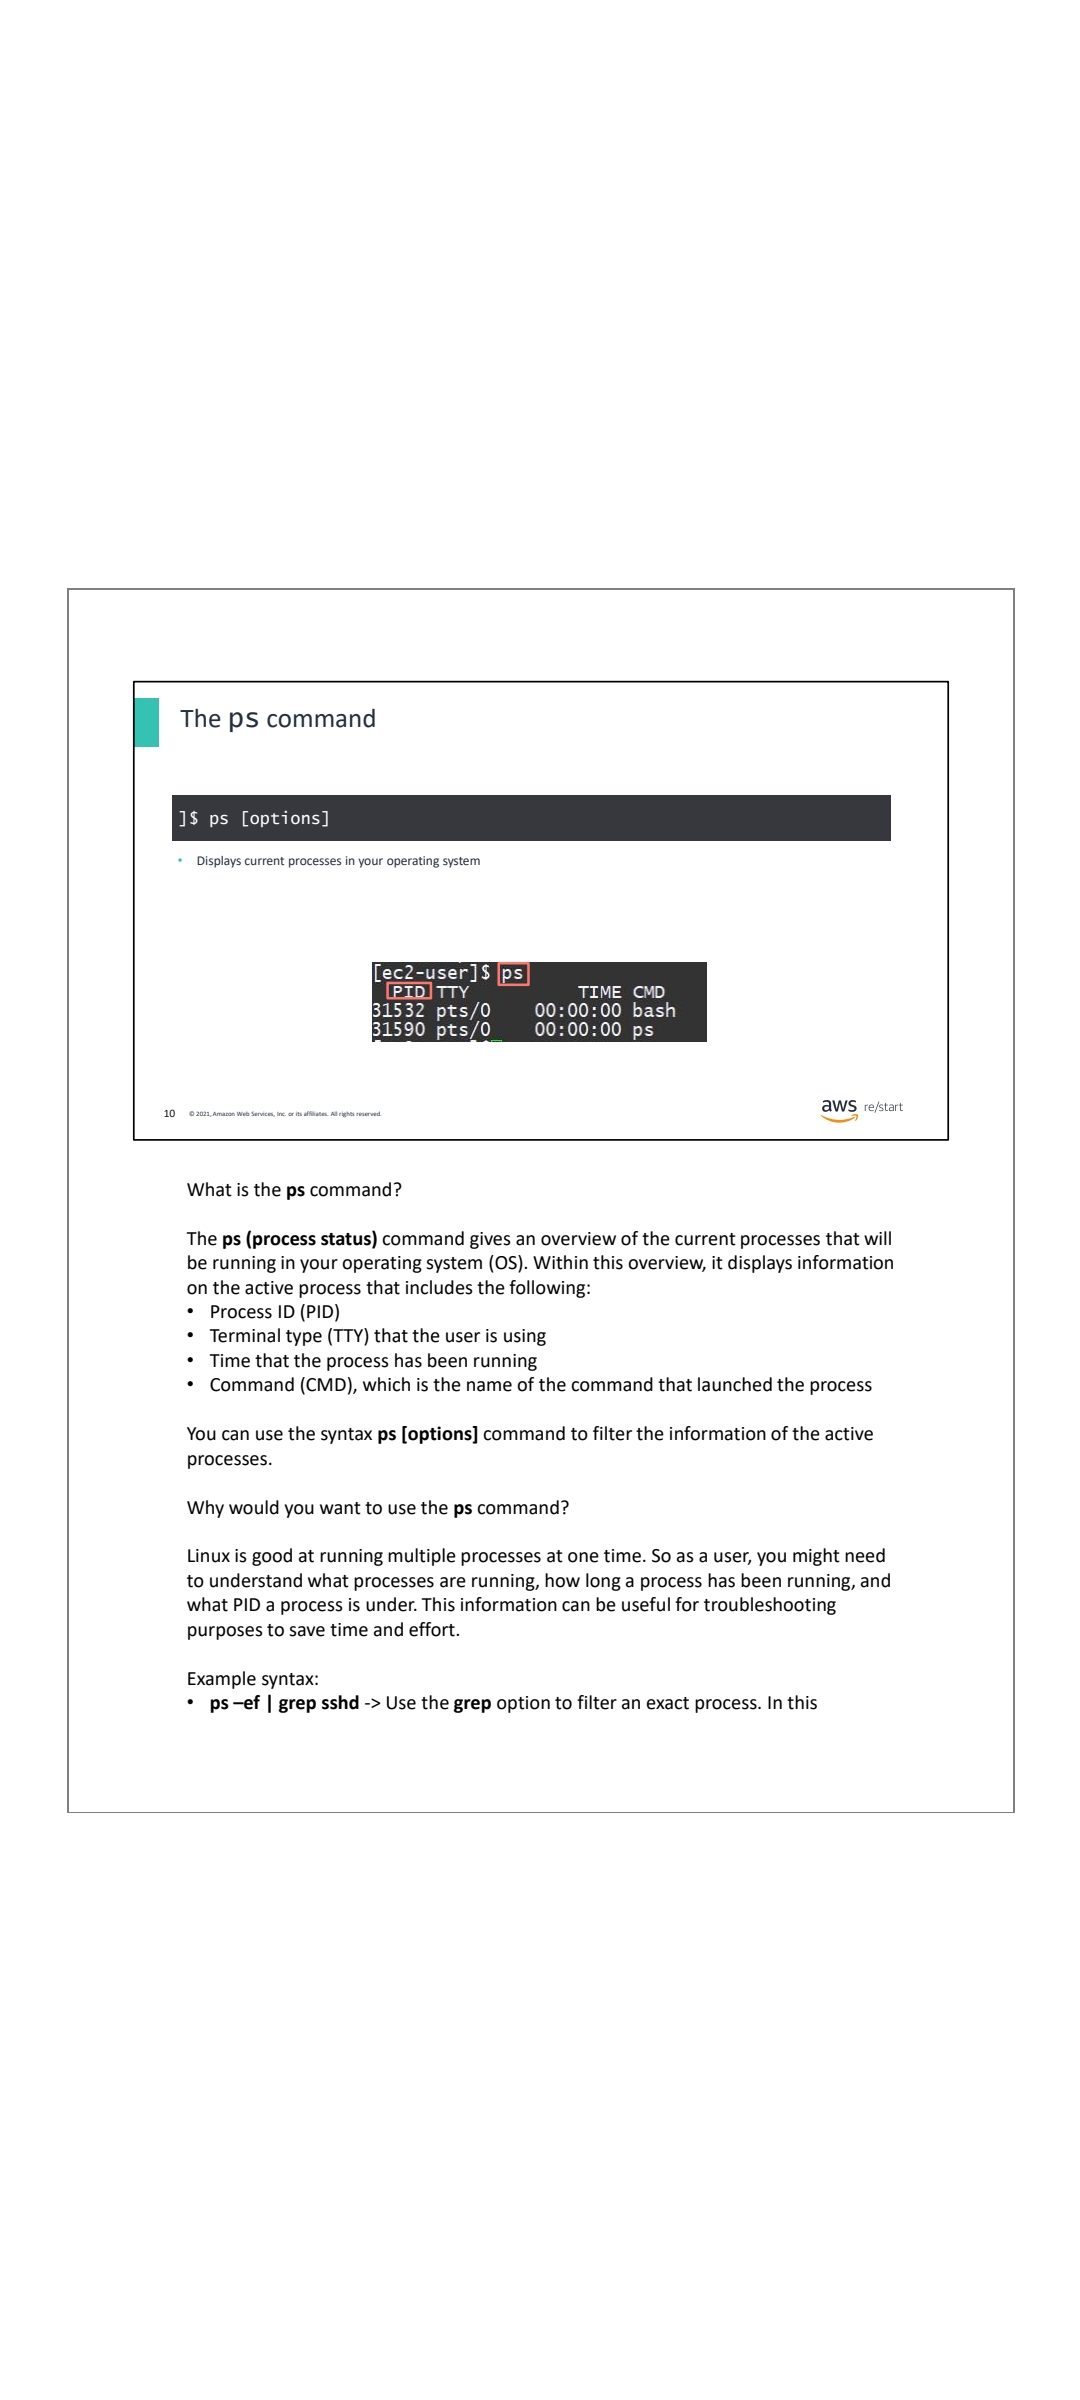 The ps command
]$ ps [options]
• Displays current processes in your operating system
[ec2-user]$ ps
PID TTY TIME CMD
31532 pts/0 00:00:00 bash
31590 pts/0 00:00:00 ps
10 © 2021, Amazon Web Services, Inc. or its affiliates. All rights reserved.
aws re/start
What is the ps command?
The ps (process status) command gives an overview of the current processes that will
be running in your operating system (OS). Within this overview, it displays information
on the active process that includes the following:
• Process ID (PID)
• Terminal type (TTY) that the user is using
• Time that the process has been running
• Command (CMD), which is the name of the command that launched the process
You can use the syntax ps [options] command to filter the information of the active
processes.
Why would you want to use the ps command?
Linux is good at running multiple processes at one time. So as a user, you might need
to understand what processes are running, how long a process has been running, and
what PID a process is under. This information can be useful for troubleshooting
purposes to save time and effort.
Example syntax:
• ps –ef | grep sshd -> Use the grep option to filter an exact process. In this